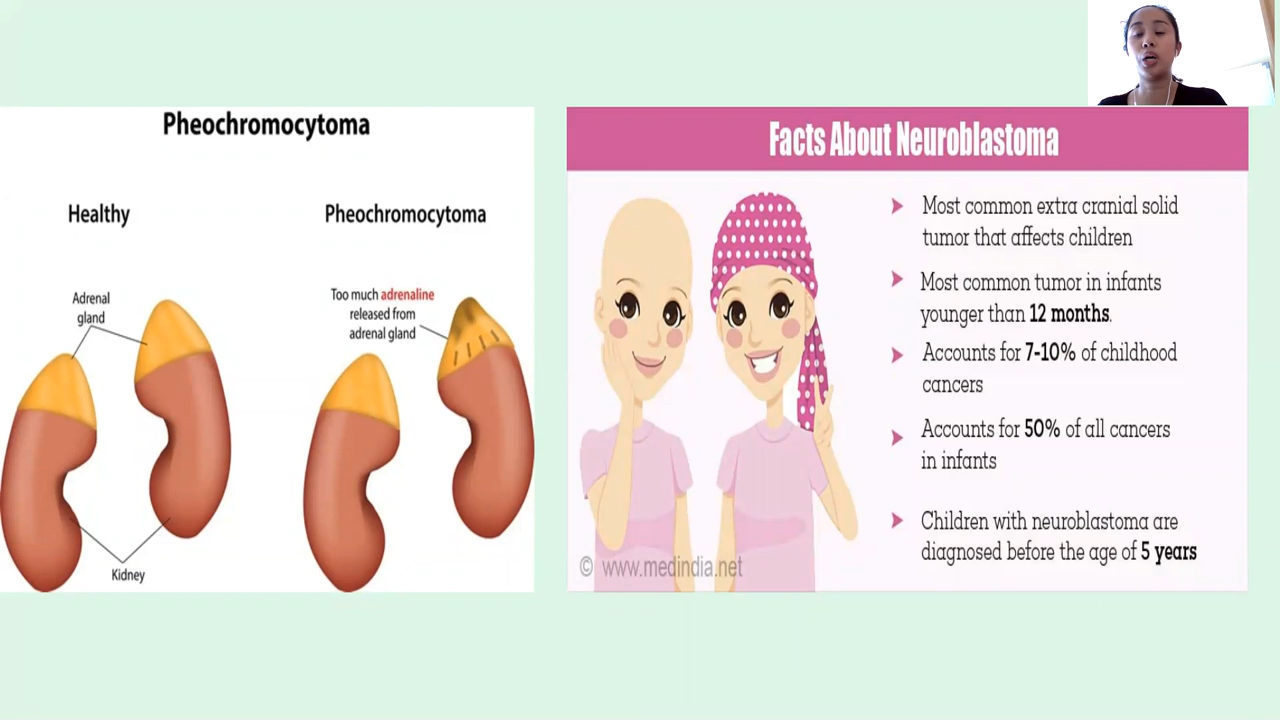 Pheochromocytoma
Healthy
Pheochromocytoma
Adrenal
gland
Too much adrenaline
released from
adrenal gland
Kidney
Facts About Neuroblastoma
Most common extra cranial solid
tumor that affects children
Most common tumor in infants
younger than 12 months.
Accounts for 7-10% of childhood
cancers
Accounts for 50% of all cancers
in infants
Children with neuroblastoma are
diagnosed before the age of 5 years
© www.medindia.net